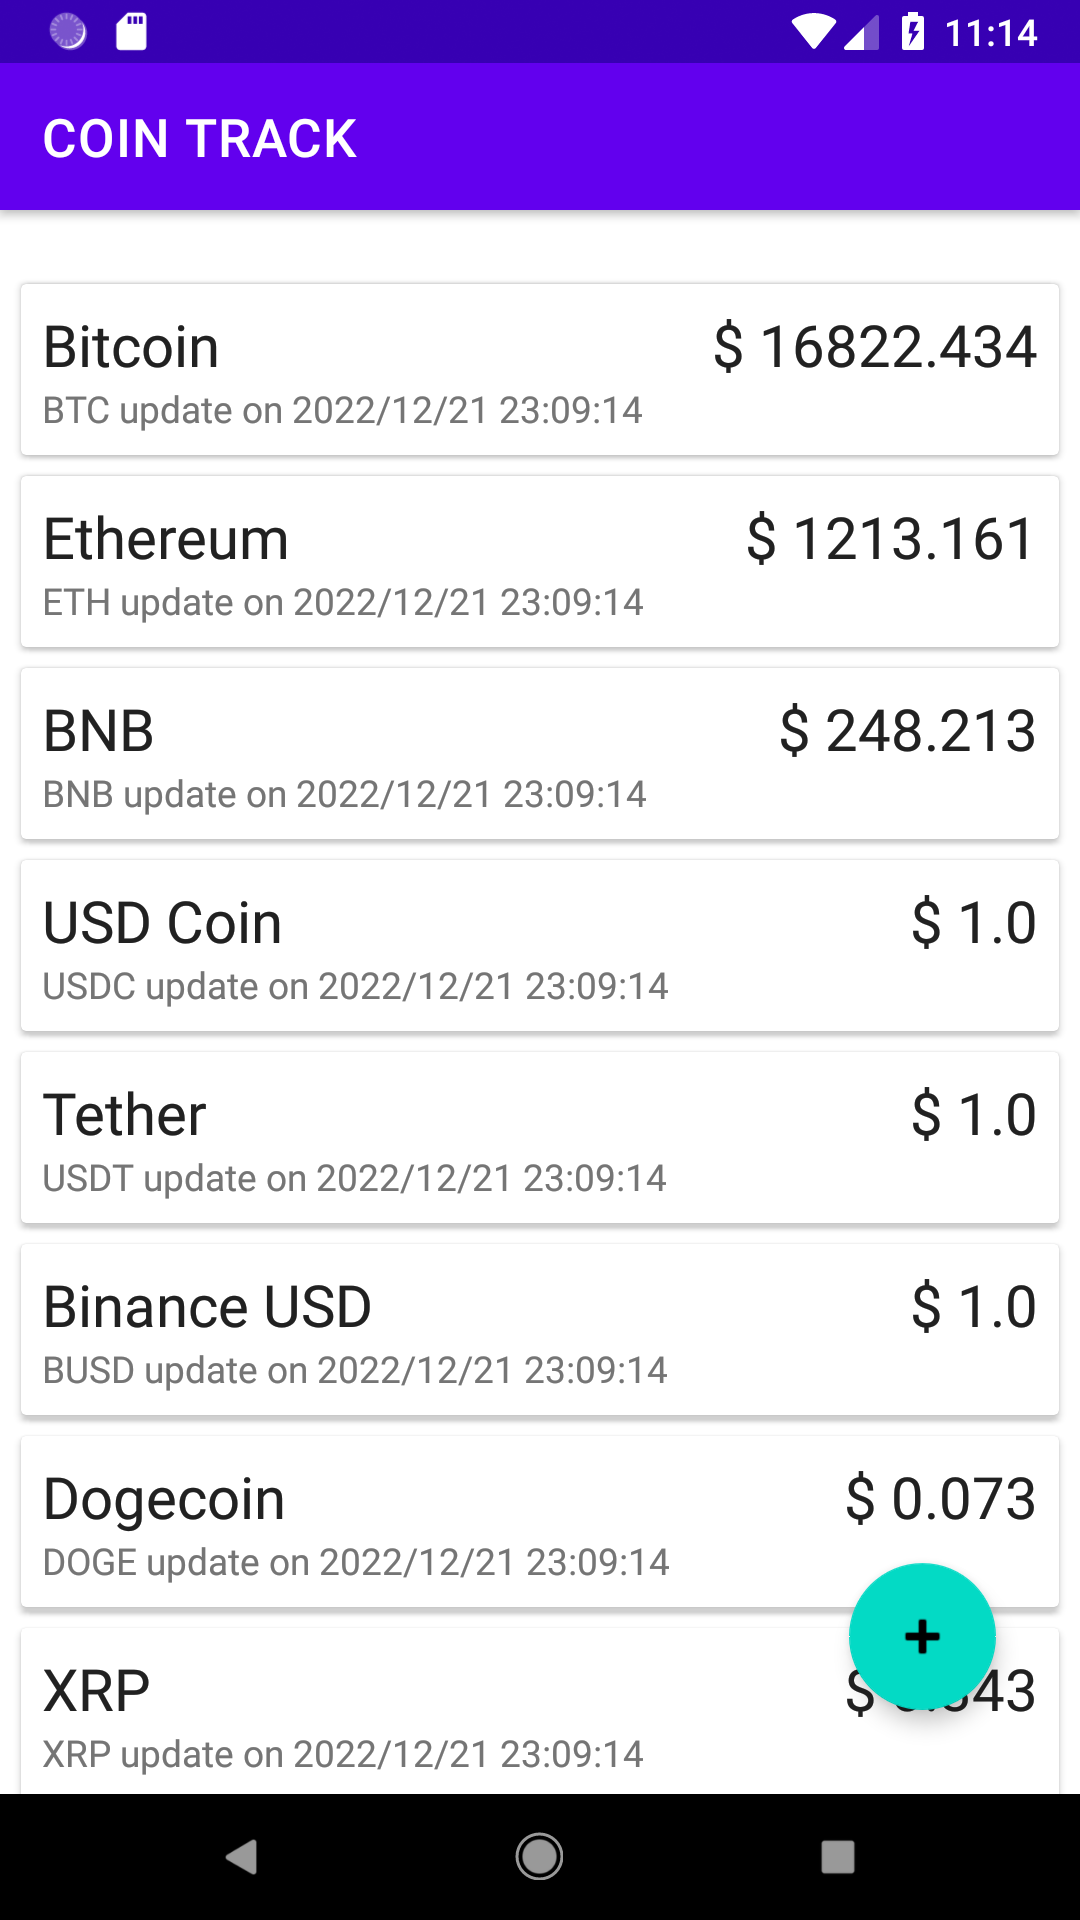 11:14
COIN TRACK
Bitcoin $ 16822.434
BTC update on 2022/12/21 23:09:14
Ethereum $ 1213.161
ETH update on 2022/12/21 23:09:14
BNB $ 248.213
BNB update on 2022/12/21 23:09:14
USD Coin $ 1.0
USDC update on 2022/12/21 23:09:14
Tether $ 1.0
USDT update on 2022/12/21 23:09:14
Binance USD $ 1.0
BUSD update on 2022/12/21 23:09:14
Dogecoin $ 0.073
DOGE update on 2022/12/21 23:09:14
XRP $
XRP update on 2022/12/21 23:09:14